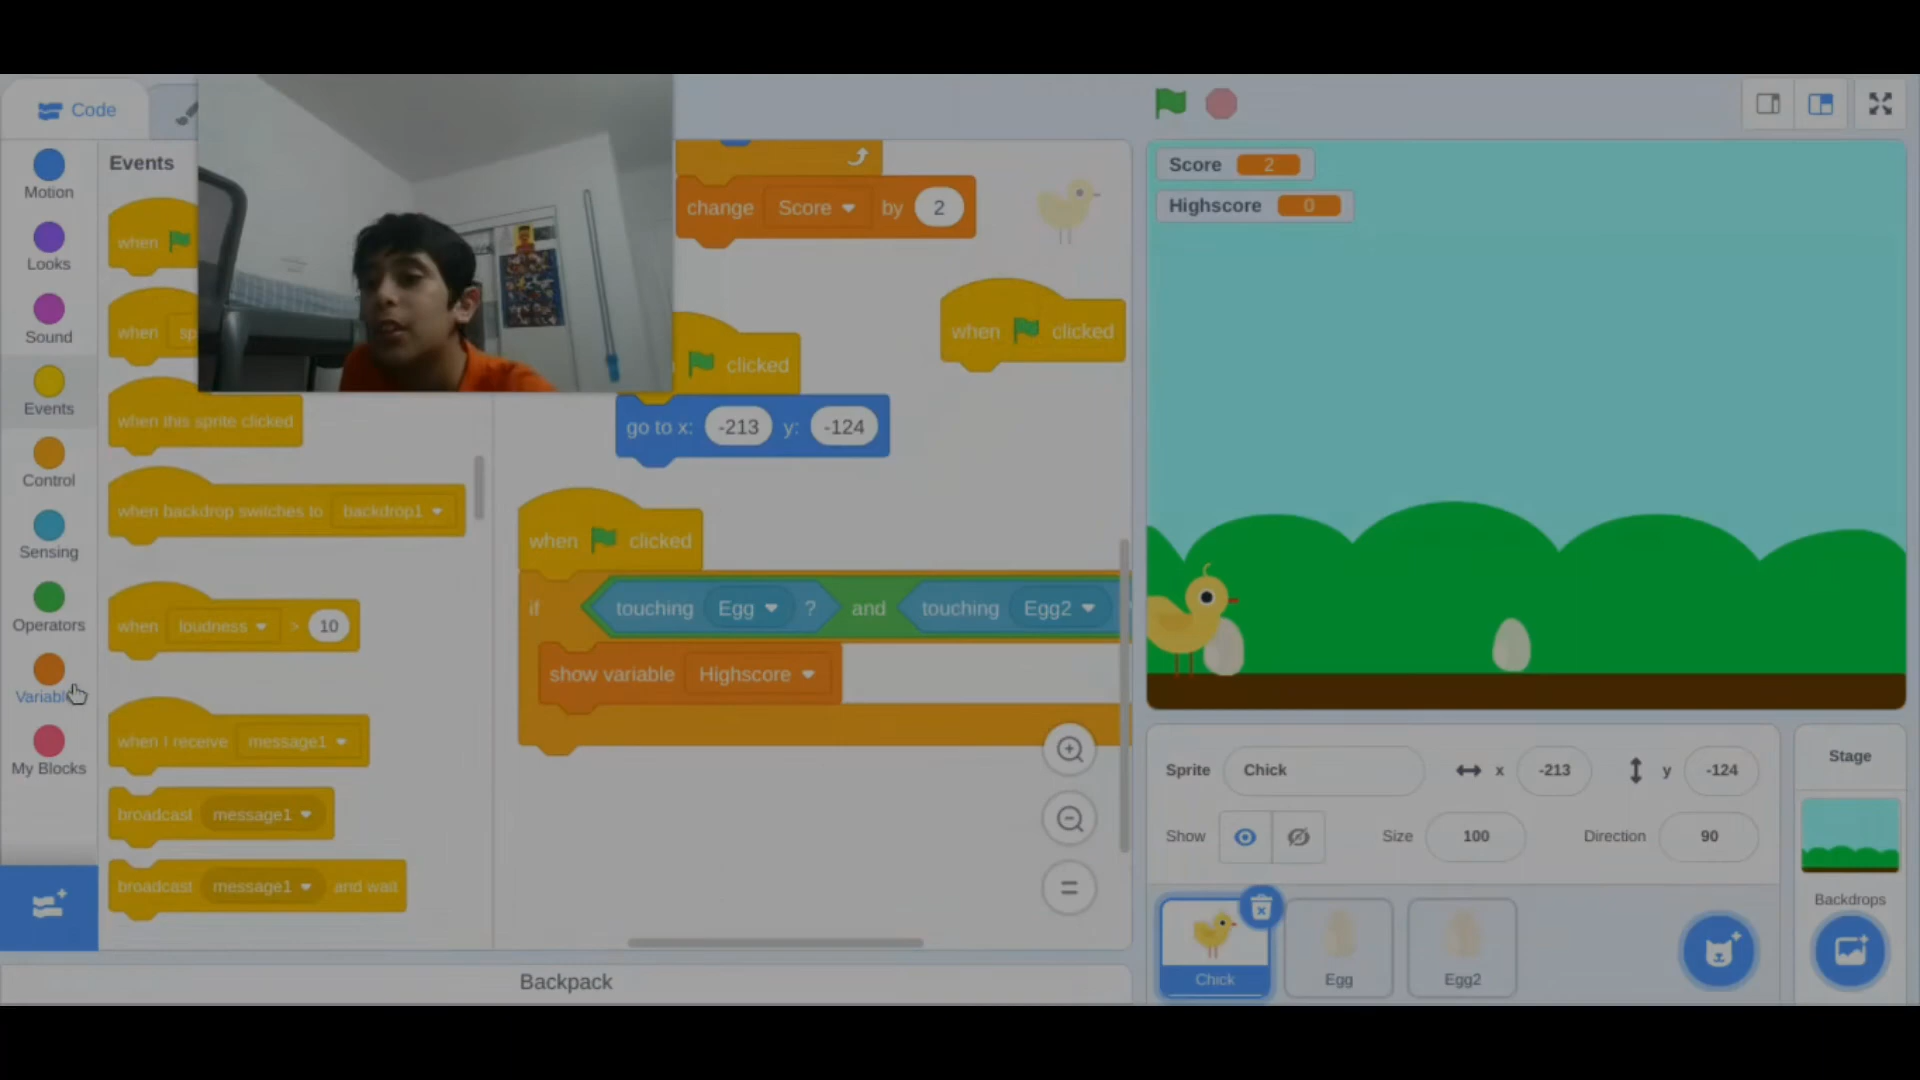 Code
Motion
Looks
Sound
Events
Control
Sensing
Operators
Variabl
My Blocks
Events
when
when sp
when this sprite clicked
when backdrop switches to backdrop1
when loudness > 10
when I receive message1
broadcast message1
broadcast message1 and wait
change Score by 2
when clicked
clicked
go to x: -213 y: -124
when clicked
if touching Egg ? and touching Egg2
show variable Highscore
Backpack
Score 2
Highscore 0
Sprite Chick x -213 y -124
Show Size 100 Direction 90
Chick
Egg
Egg2
Stage
Backdrops